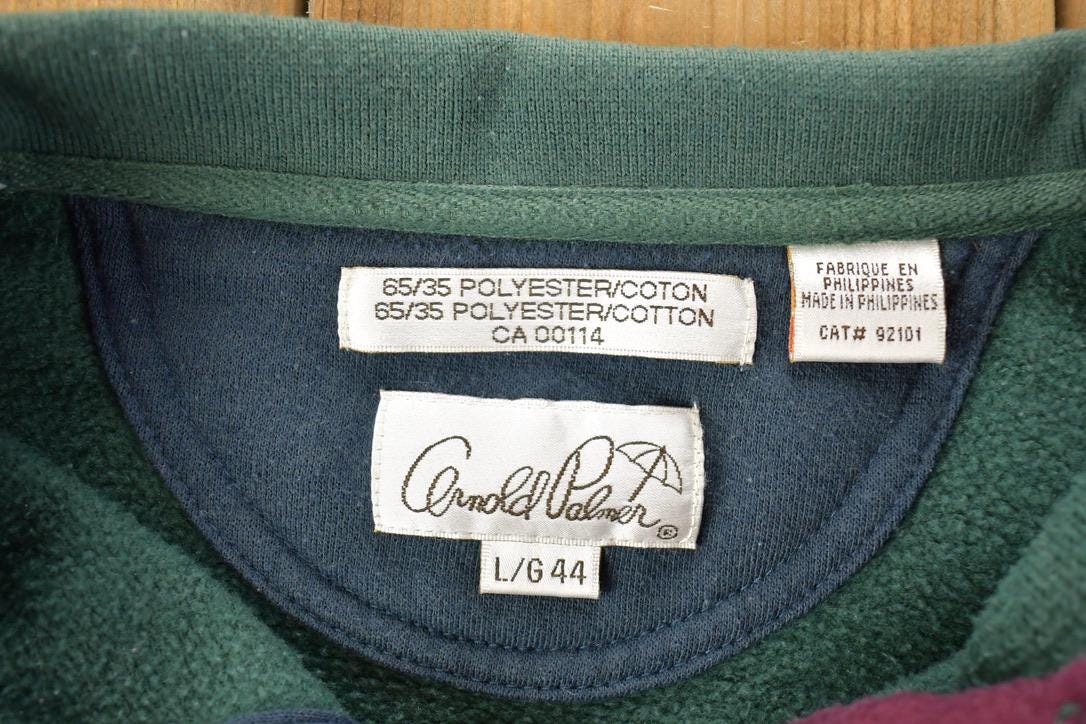 65/35 POLYESTER/COTON
65/35 POLYESTER/COTTON
CA 00114
FABRIQUE EN
PHILIPPINES
MADE IN PHILIPPINES
CAT# 92101
Arnold Palmer ®
L/G 44